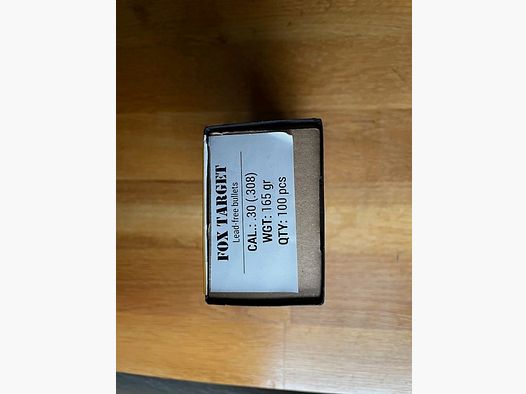 FOX TARGET
Lead-free bullets
CAL.: .30 (.308)
WGT: 165 gr
QTY: 100 pcs